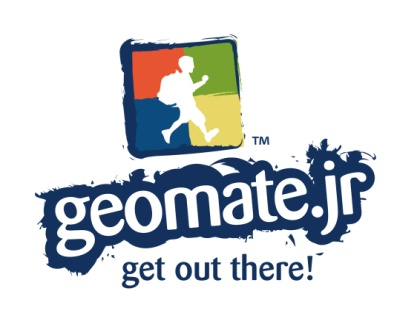 ™
geomate.jr
get out there!